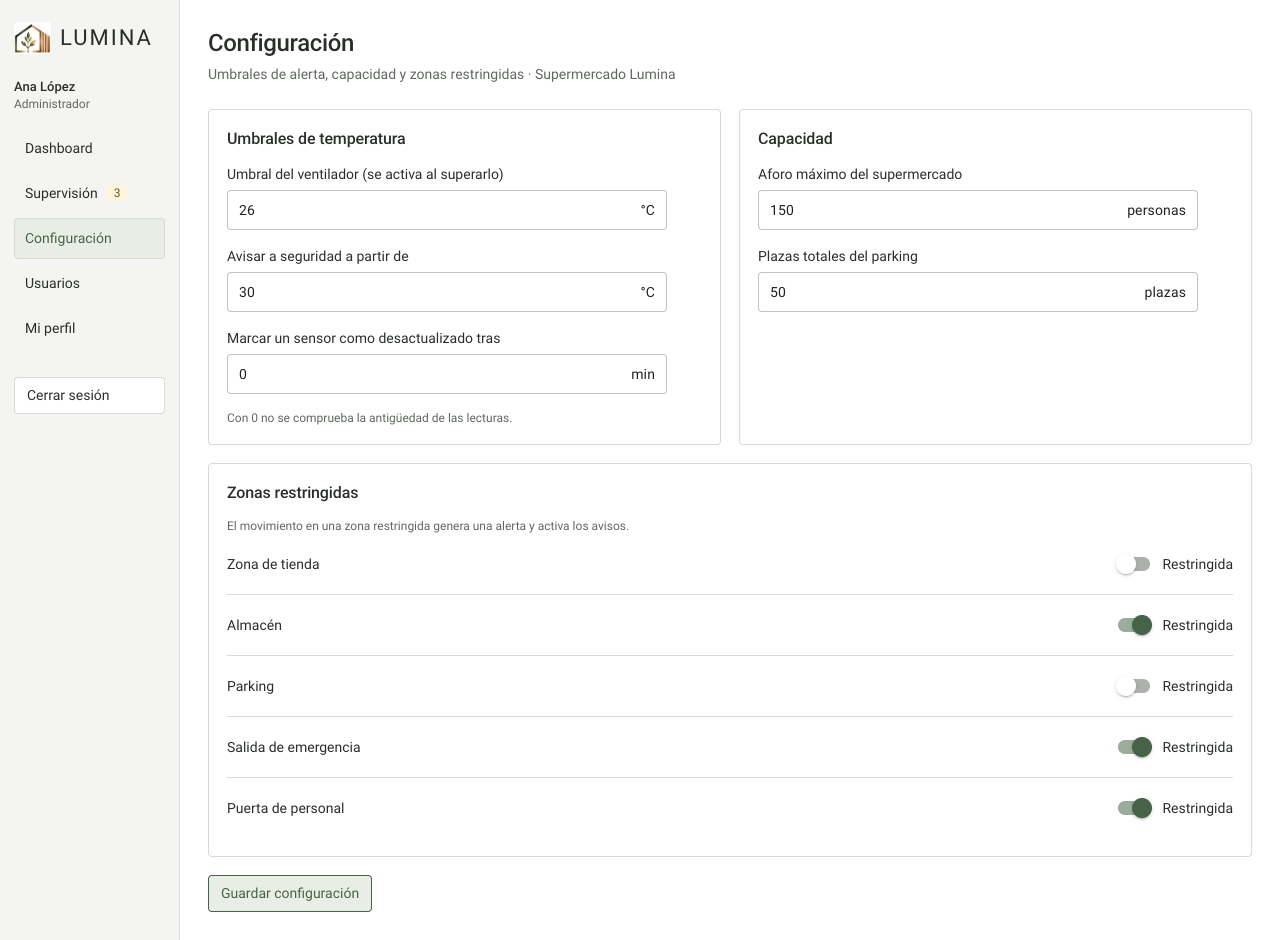 LUMINA
Ana López
Administrador
Dashboard
Supervisión 3
Configuración
Usuarios
Mi perfil
Cerrar sesión
Configuración
Umbrales de alerta, capacidad y zonas restringidas · Supermercado Lumina
Umbrales de temperatura
Umbral del ventilador (se activa al superarlo)
26 °C
Avisar a seguridad a partir de
30 °C
Marcar un sensor como desactualizado tras
0 min
Con 0 no se comprueba la antigüedad de las lecturas.
Capacidad
Aforo máximo del supermercado
150 personas
Plazas totales del parking
50 plazas
Zonas restringidas
El movimiento en una zona restringida genera una alerta y activa los avisos.
Zona de tienda Restringida
Almacén Restringida
Parking Restringida
Salida de emergencia Restringida
Puerta de personal Restringida
Guardar configuración